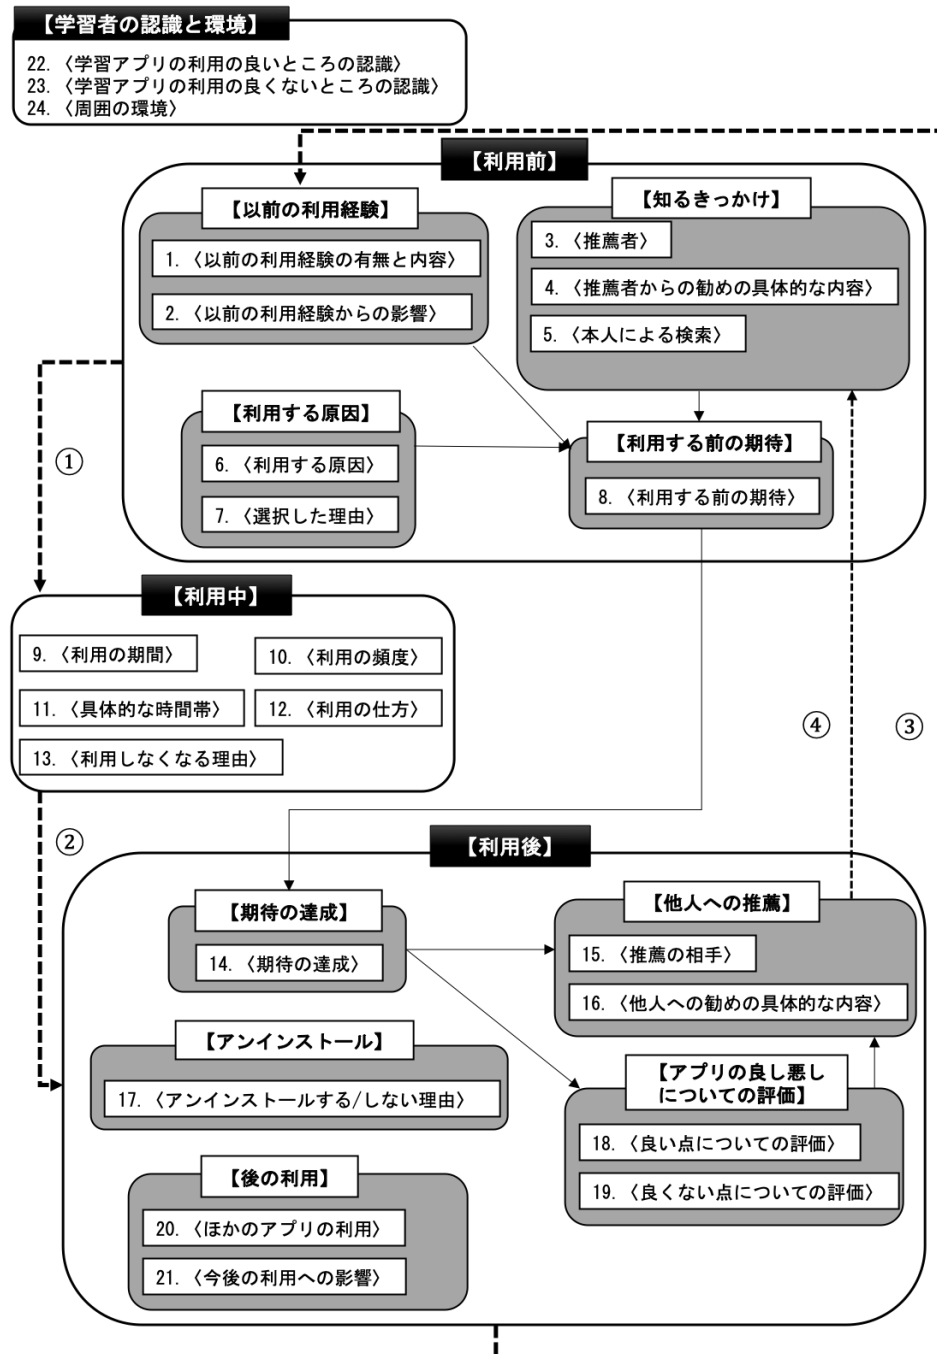 【学習者の認識と環境】
22. 〈学習アプリの利用の良いところの認識〉
23. 〈学習アプリの利用の良くないところの認識〉
24. 〈周囲の環境〉
【利用前】
【以前の利用経験】
1. 〈以前の利用経験の有無と内容〉
2. 〈以前の利用経験からの影響〉
【知るきっかけ】
3. 〈推薦者〉
4. 〈推薦者からの勧めの具体的な内容〉
5. 〈本人による検索〉
【利用する原因】
6. 〈利用する原因〉
7. 〈選択した理由〉
【利用する前の期待】
8. 〈利用する前の期待〉
①
【利用中】
9. 〈利用の期間〉
10. 〈利用の頻度〉
11. 〈具体的な時間帯〉
12. 〈利用の仕方〉
13. 〈利用しなくなる理由〉
④
③
②
【利用後】
【期待の達成】
14. 〈期待の達成〉
【他人への推薦】
15. 〈推薦の相手〉
16. 〈他人への勧めの具体的な内容〉
【アンインストール】
17. 〈アンインストールする/しない理由〉
【アプリの良し悪し
についての評価】
18. 〈良い点についての評価〉
19. 〈良くない点についての評価〉
【後の利用】
20. 〈ほかのアプリの利用〉
21. 〈今後の利用への影響〉